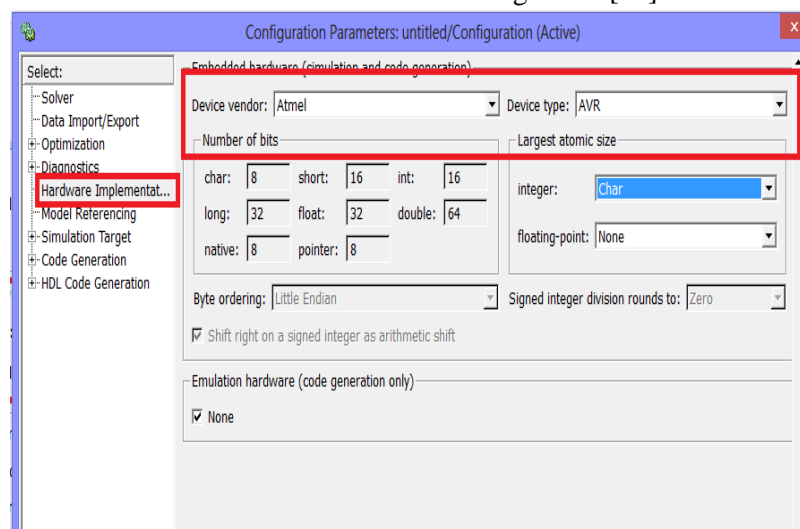 Configuration Parameters: untitled/Configuration (Active)
x
Select:
Solver
Data Import/Export
Optimization
Diagnostics
Hardware Implementat...
Model Referencing
Simulation Target
Code Generation
HDL Code Generation
Embedded hardware (simulation and code generation)
Device vendor: Atmel Device type: AVR
Number of bits Largest atomic size
char: 8 short: 16 int: 16 integer: Char
long: 32 float: 32 double: 64 floating-point: None
native: 8 pointer: 8
Byte ordering: Little Endian Signed integer division rounds to: Zero
Shift right on a signed integer as arithmetic shift
Emulation hardware (code generation only)
None